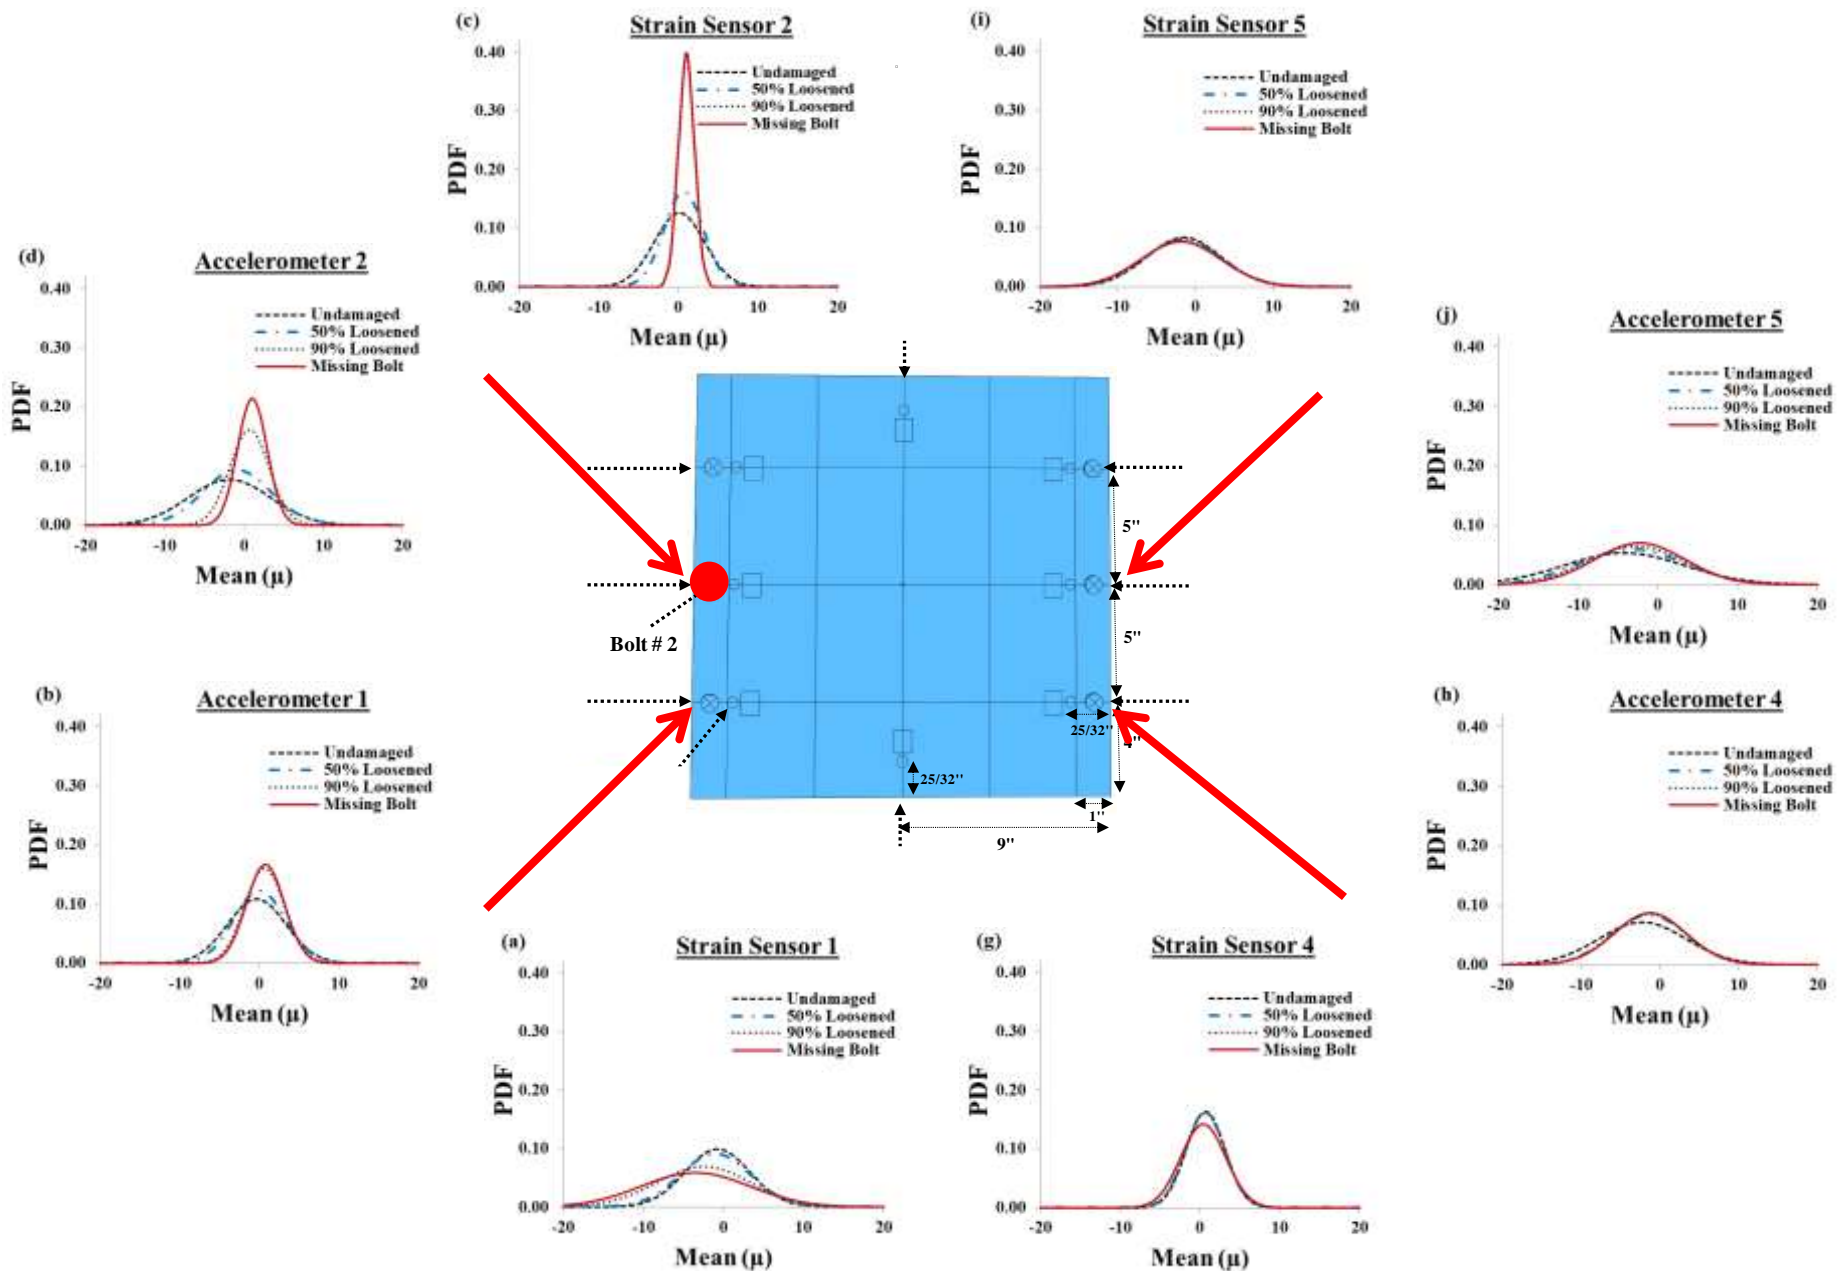 (c)
Strain Sensor 2
0.40
0.30
0.20
0.10
0.00
PDF
Undamaged
50% Loosened
90% Loosened
Missing Bolt
-20
-10
0
10
20
Mean (μ)
(i)
Strain Sensor 5
0.40
0.30
0.20
0.10
0.00
PDF
Undamaged
50% Loosened
90% Loosened
Missing Bolt
-20
-10
0
10
20
Mean (μ)
(d)
Accelerometer 2
0.40
0.30
0.20
0.10
0.00
PDF
Undamaged
50% Loosened
90% Loosened
Missing Bolt
-20
-10
0
10
20
Mean (μ)
(j)
Accelerometer 5
0.40
0.30
0.20
0.10
0.00
PDF
Undamaged
50% Loosened
90% Loosened
Missing Bolt
-20
-10
0
10
20
Mean (μ)
5"
5"
Bolt # 2
25/32"
4"
25/32"
1"
9"
(b)
Accelerometer 1
0.40
0.30
0.20
0.10
0.00
PDF
Undamaged
50% Loosened
90% Loosened
Missing Bolt
-20
-10
0
10
20
Mean (μ)
(h)
Accelerometer 4
0.40
0.30
0.20
0.10
0.00
PDF
Undamaged
50% Loosened
90% Loosened
Missing Bolt
-20
-10
0
10
20
Mean (μ)
(a)
Strain Sensor 1
0.40
0.30
0.20
0.10
0.00
PDF
Undamaged
50% Loosened
90% Loosened
Missing Bolt
-20
-10
0
10
20
Mean (μ)
(g)
Strain Sensor 4
0.40
0.30
0.20
0.10
0.00
PDF
Undamaged
50% Loosened
90% Loosened
Missing Bolt
-20
-10
0
10
20
Mean (μ)